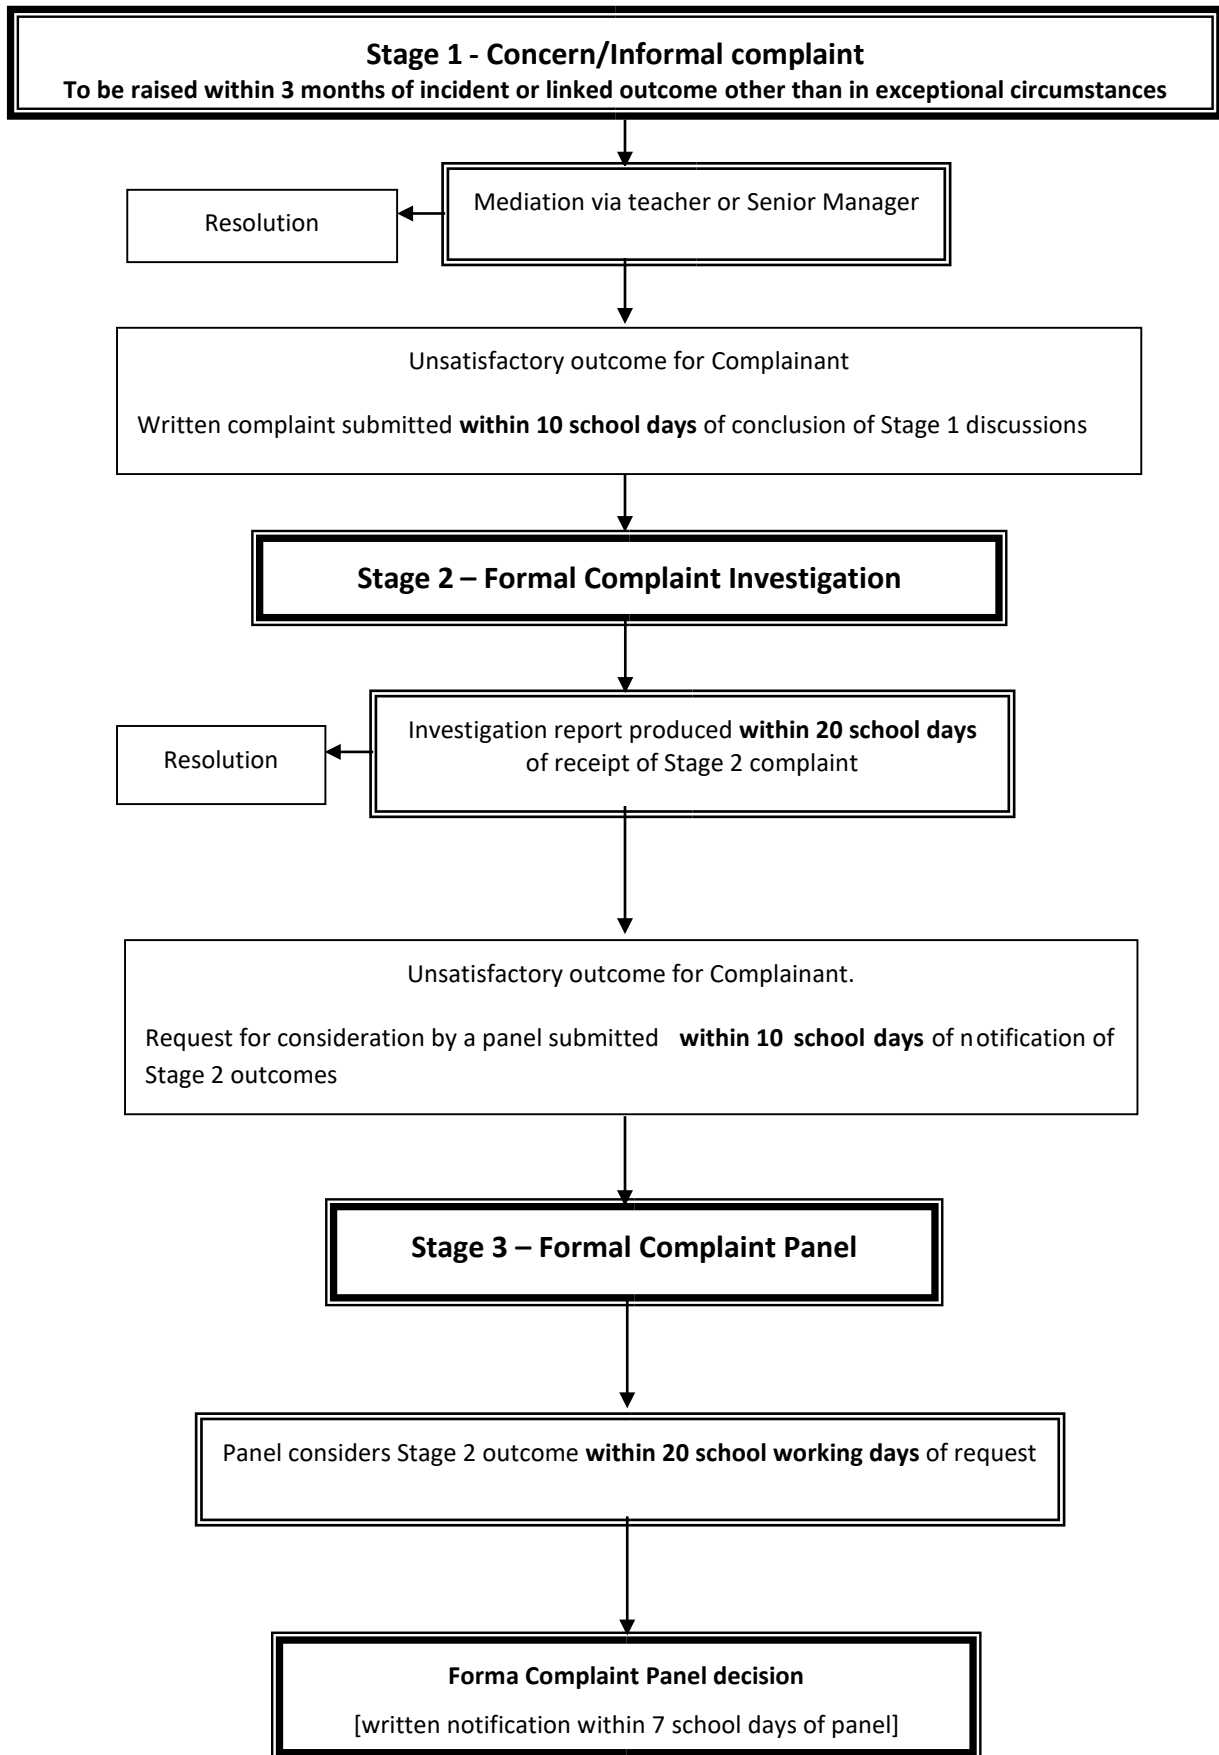 Stage 1 - Concern/Informal complaint
To be raised within 3 months of incident or linked outcome other than in exceptional circumstances
Mediation via teacher or Senior Manager
Resolution
Unsatisfactory outcome for Complainant
Written complaint submitted within 10 school days of conclusion of Stage 1 discussions
Stage 2 – Formal Complaint Investigation
Investigation report produced within 20 school days
of receipt of Stage 2 complaint
Resolution
Unsatisfactory outcome for Complainant.
Request for consideration by a panel submitted within 10 school days of notification of
Stage 2 outcomes
Stage 3 – Formal Complaint Panel
Panel considers Stage 2 outcome within 20 school working days of request
Forma Complaint Panel decision
[written notification within 7 school days of panel]